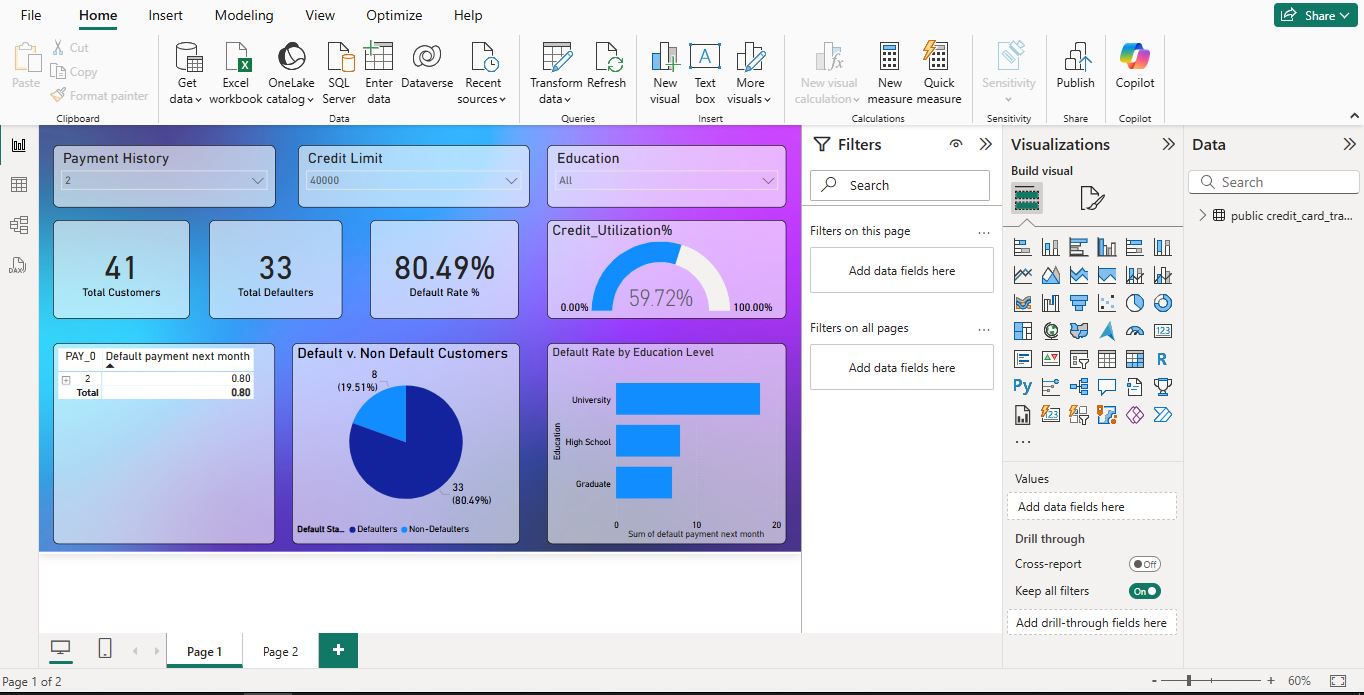 File Home Insert Modeling View Optimize Help Share
Paste
Cut
Copy
Format painter
Clipboard
Get data
Excel workbook
OneLake catalog
SQL Server
Enter data
Dataverse
Recent sources
Data
Transform data
Refresh
Queries
New visual
Text box
More visuals
Insert
New visual calculation
New measure
Quick measure
Calculations
Sensitivity
Sensitivity
Publish
Share
Copilot
Copilot
Payment History
2
Credit Limit
40000
Education
All
41
Total Customers
33
Total Defaulters
80.49%
Default Rate %
Credit_Utilization%
59.72%
0.00% 100.00%
PAY_0 Default payment next month
2 0.80
Total 0.80
Default v. Non Default Customers
8
(19.51%)
33
(80.49%)
Default Sta... Defaulters Non-Defaulters
Default Rate by Education Level
Education
University
High School
Graduate
0 10 20
Sum of default payment next month
Filters
Search
Filters on this page ...
Add data fields here
Filters on all pages ...
Add data fields here
Visualizations
Build visual
123
R
Py
123
...
Values
Add data fields here
Drill through
Cross-report Off
Keep all filters On
Add drill-through fields here
Data
Search
public credit_card_tra...
DAX
Page 1 Page 2 +
Page 1 of 2
- + 60%